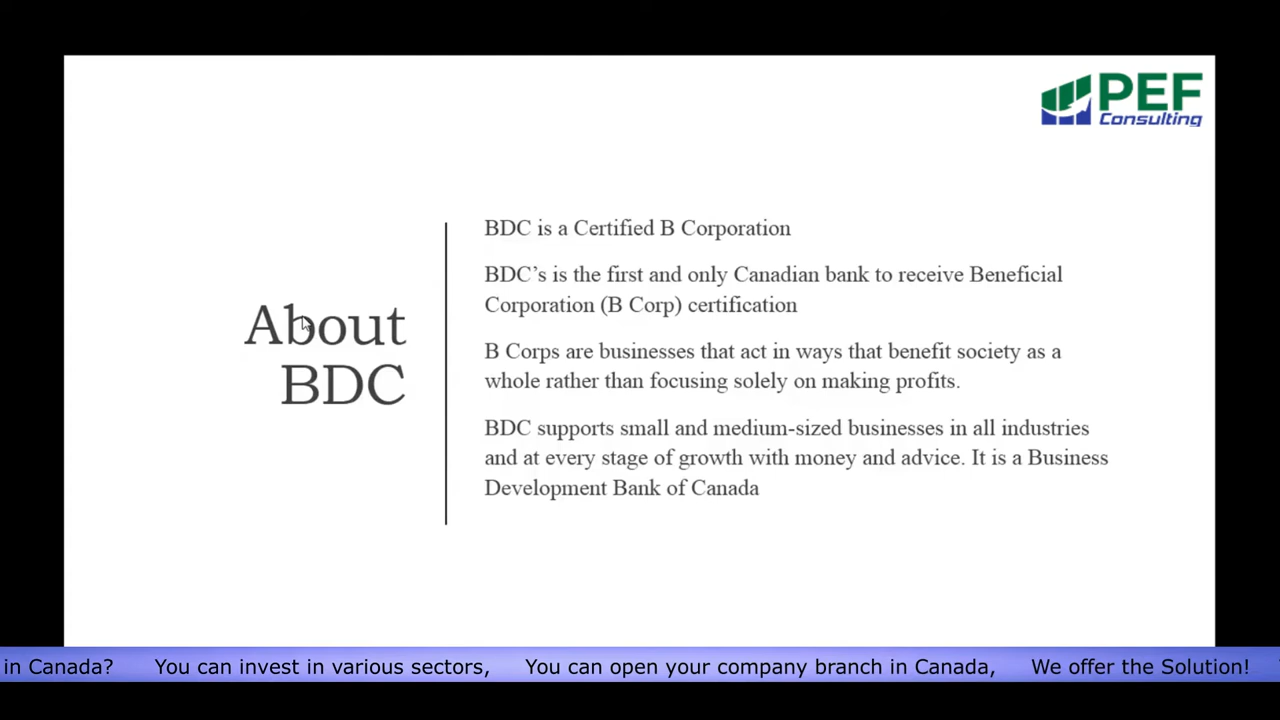 PEF
Consulting
About
BDC
BDC is a Certified B Corporation
BDC’s is the first and only Canadian bank to receive Beneficial
Corporation (B Corp) certification
B Corps are businesses that act in ways that benefit society as a
whole rather than focusing solely on making profits.
BDC supports small and medium-sized businesses in all industries
and at every stage of growth with money and advice. It is a Business
Development Bank of Canada
in Canada? You can invest in various sectors, You can open your company branch in Canada, We offer the Solution!